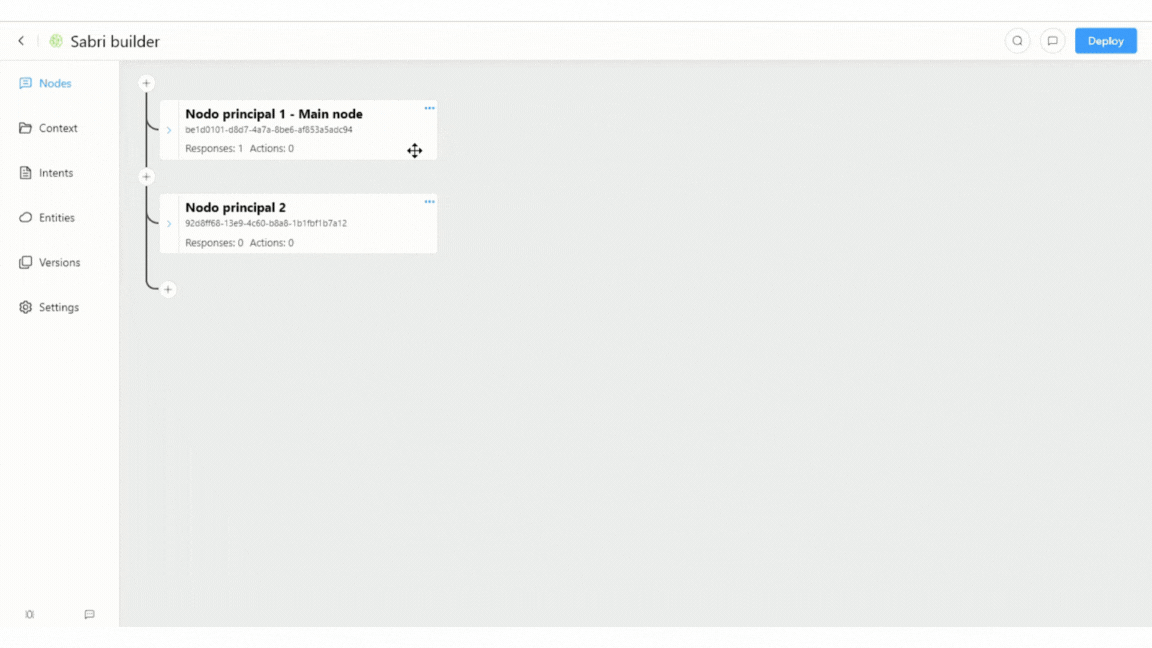 Sabri builder
Deploy
Nodes
Context
Intents
Entities
Versions
Settings
Nodo principal 1 - Main node
be1d0101-d8d7-4a7a-8be6-af853a5adc94
Responses: 1 Actions: 0
Nodo principal 2
92d8ff68-13e9-4c60-b8a8-1b1fbf1b7a12
Responses: 0 Actions: 0